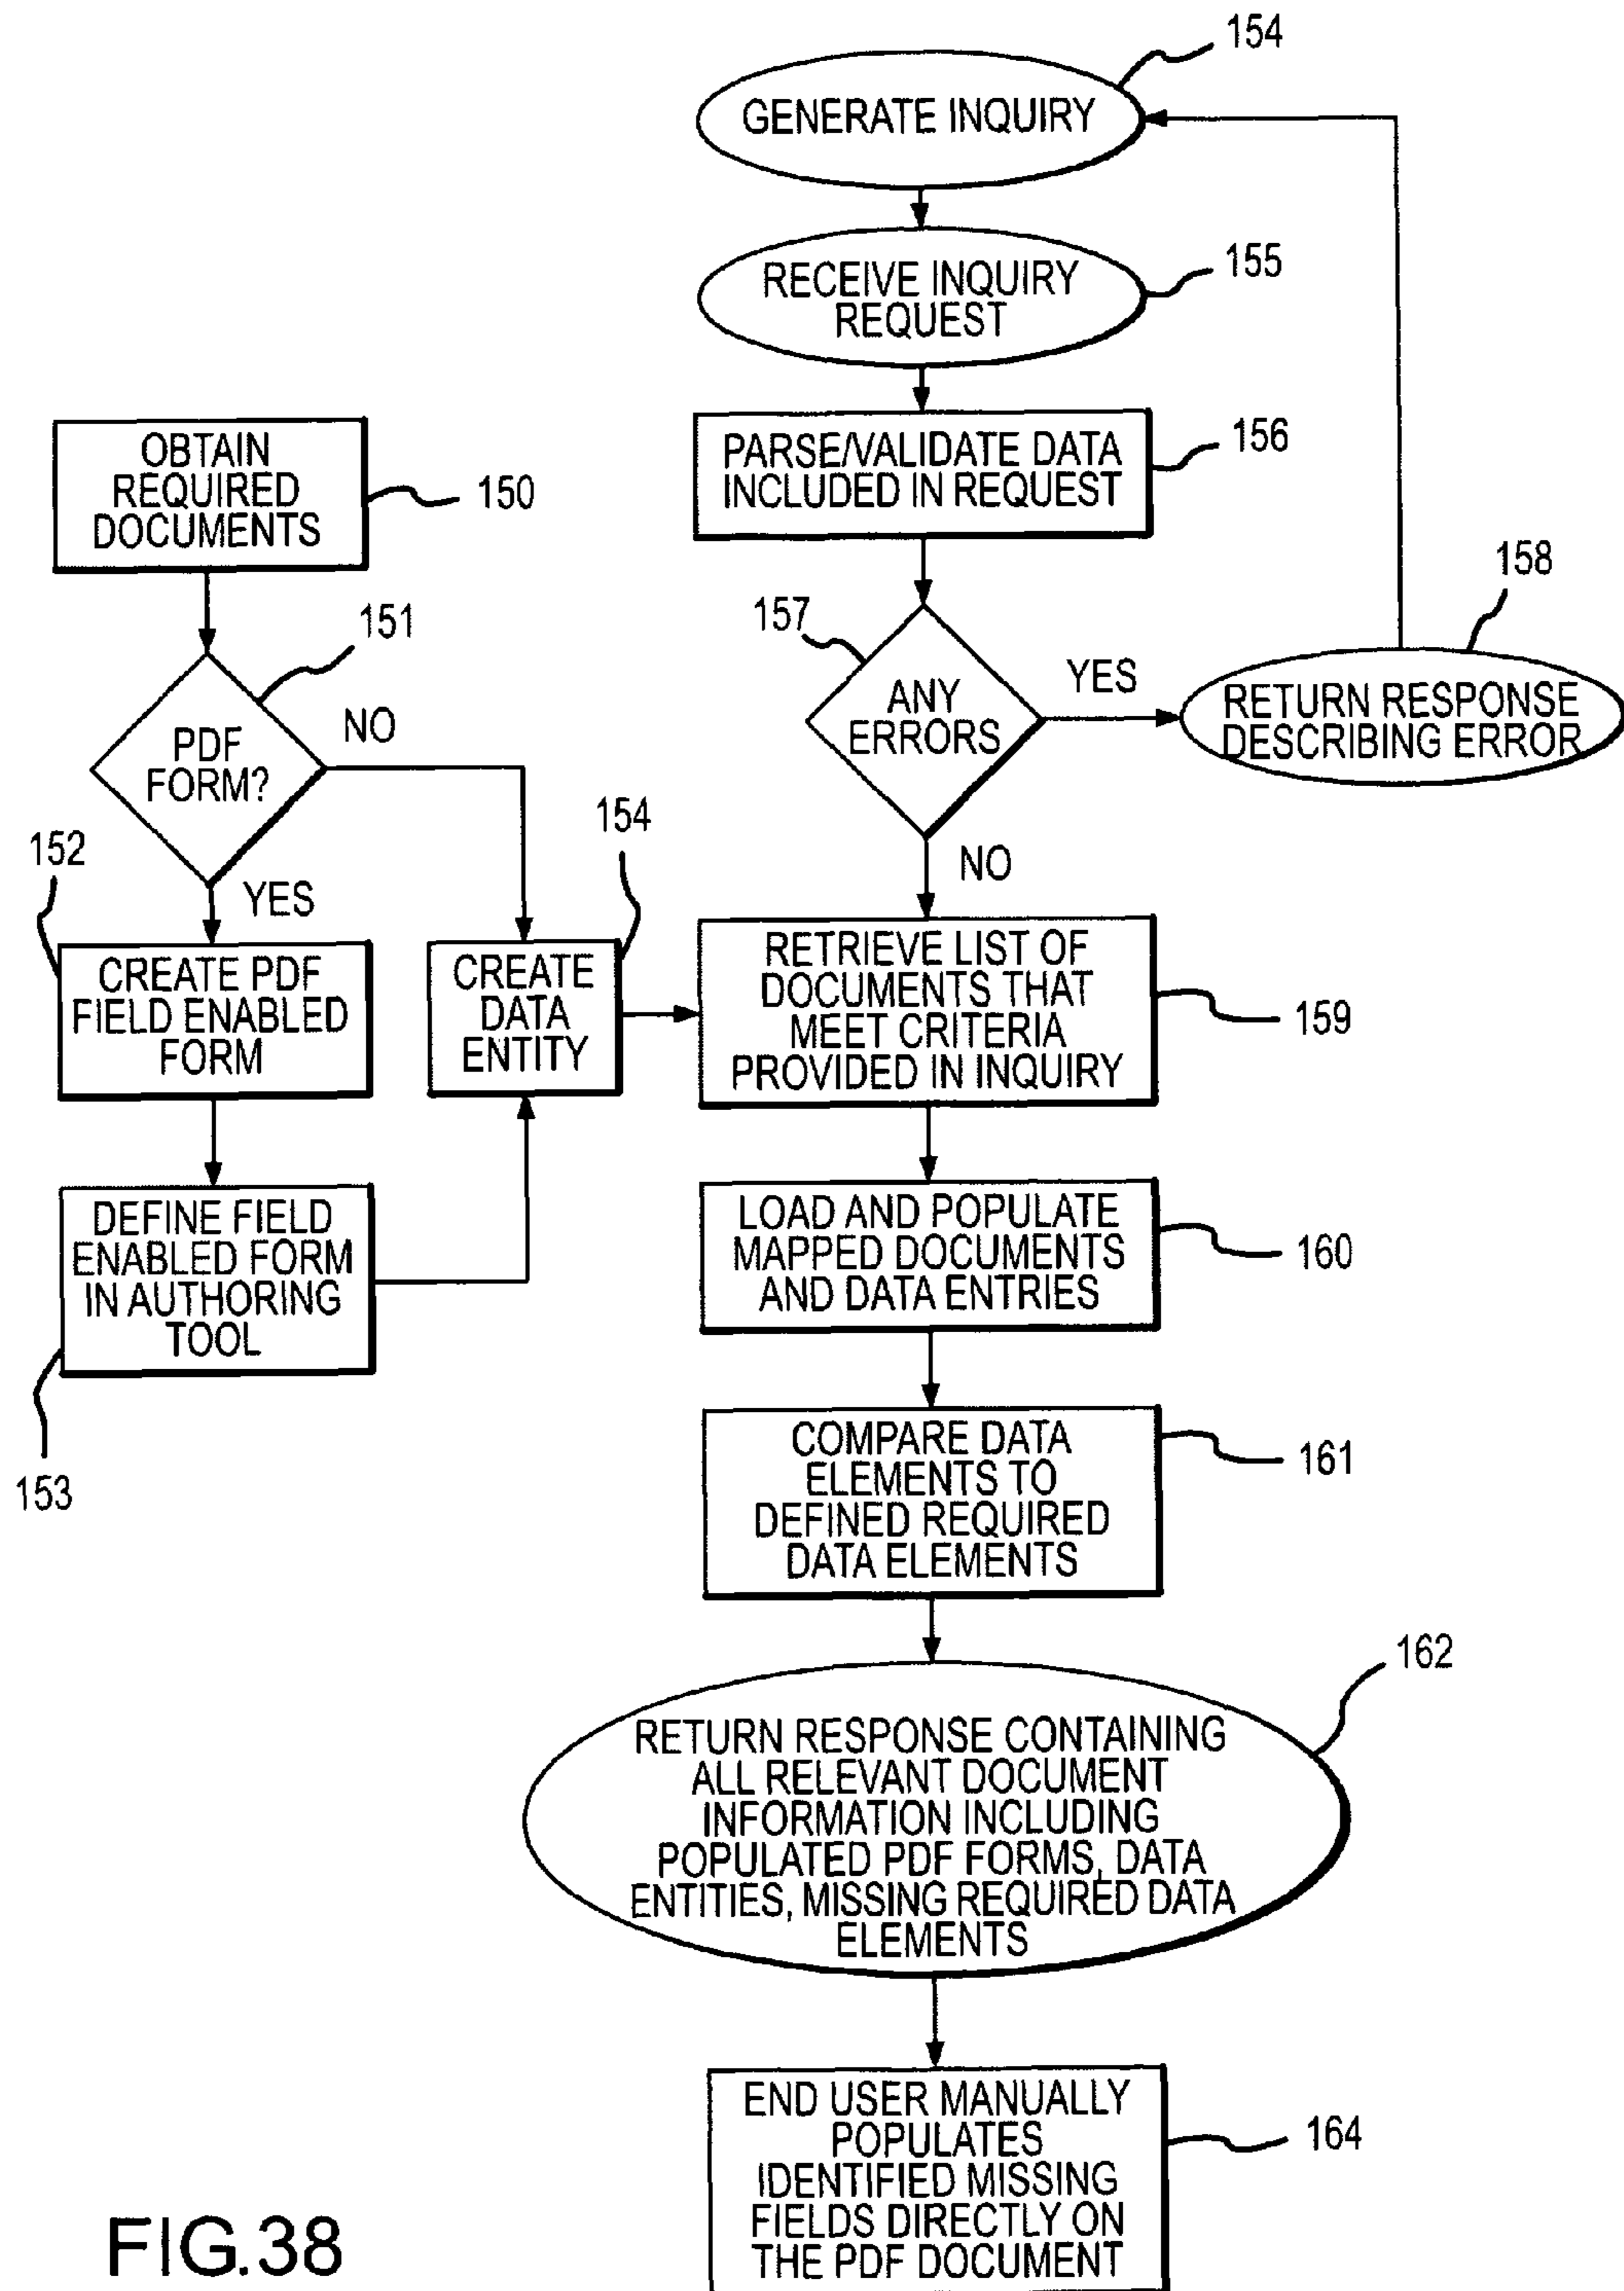 154
GENERATE INQUIRY
RECEIVE INQUIRY
REQUEST
155
PARSE/VALIDATE DATA
INCLUDED IN REQUEST
156
OBTAIN
REQUIRED
DOCUMENTS
150
151
PDF
FORM?
NO
YES
157
ANY
ERRORS
YES
NO
158
RETURN RESPONSE
DESCRIBING ERROR
152
CREATE PDF
FIELD ENABLED
FORM
154
CREATE
DATA
ENTITY
RETRIEVE LIST OF
DOCUMENTS THAT
MEET CRITERIA
PROVIDED IN INQUIRY
159
DEFINE FIELD
ENABLED FORM
IN AUTHORING
TOOL
153
LOAD AND POPULATE
MAPPED DOCUMENTS
AND DATA ENTRIES
160
COMPARE DATA
ELEMENTS TO
DEFINED REQUIRED
DATA ELEMENTS
161
162
RETURN RESPONSE CONTAINING
ALL RELEVANT DOCUMENT
INFORMATION INCLUDING
POPULATED PDF FORMS, DATA
ENTITIES, MISSING REQUIRED DATA
ELEMENTS
END USER MANUALLY
POPULATES
IDENTIFIED MISSING
FIELDS DIRECTLY ON
THE PDF DOCUMENT
164
FIG.38